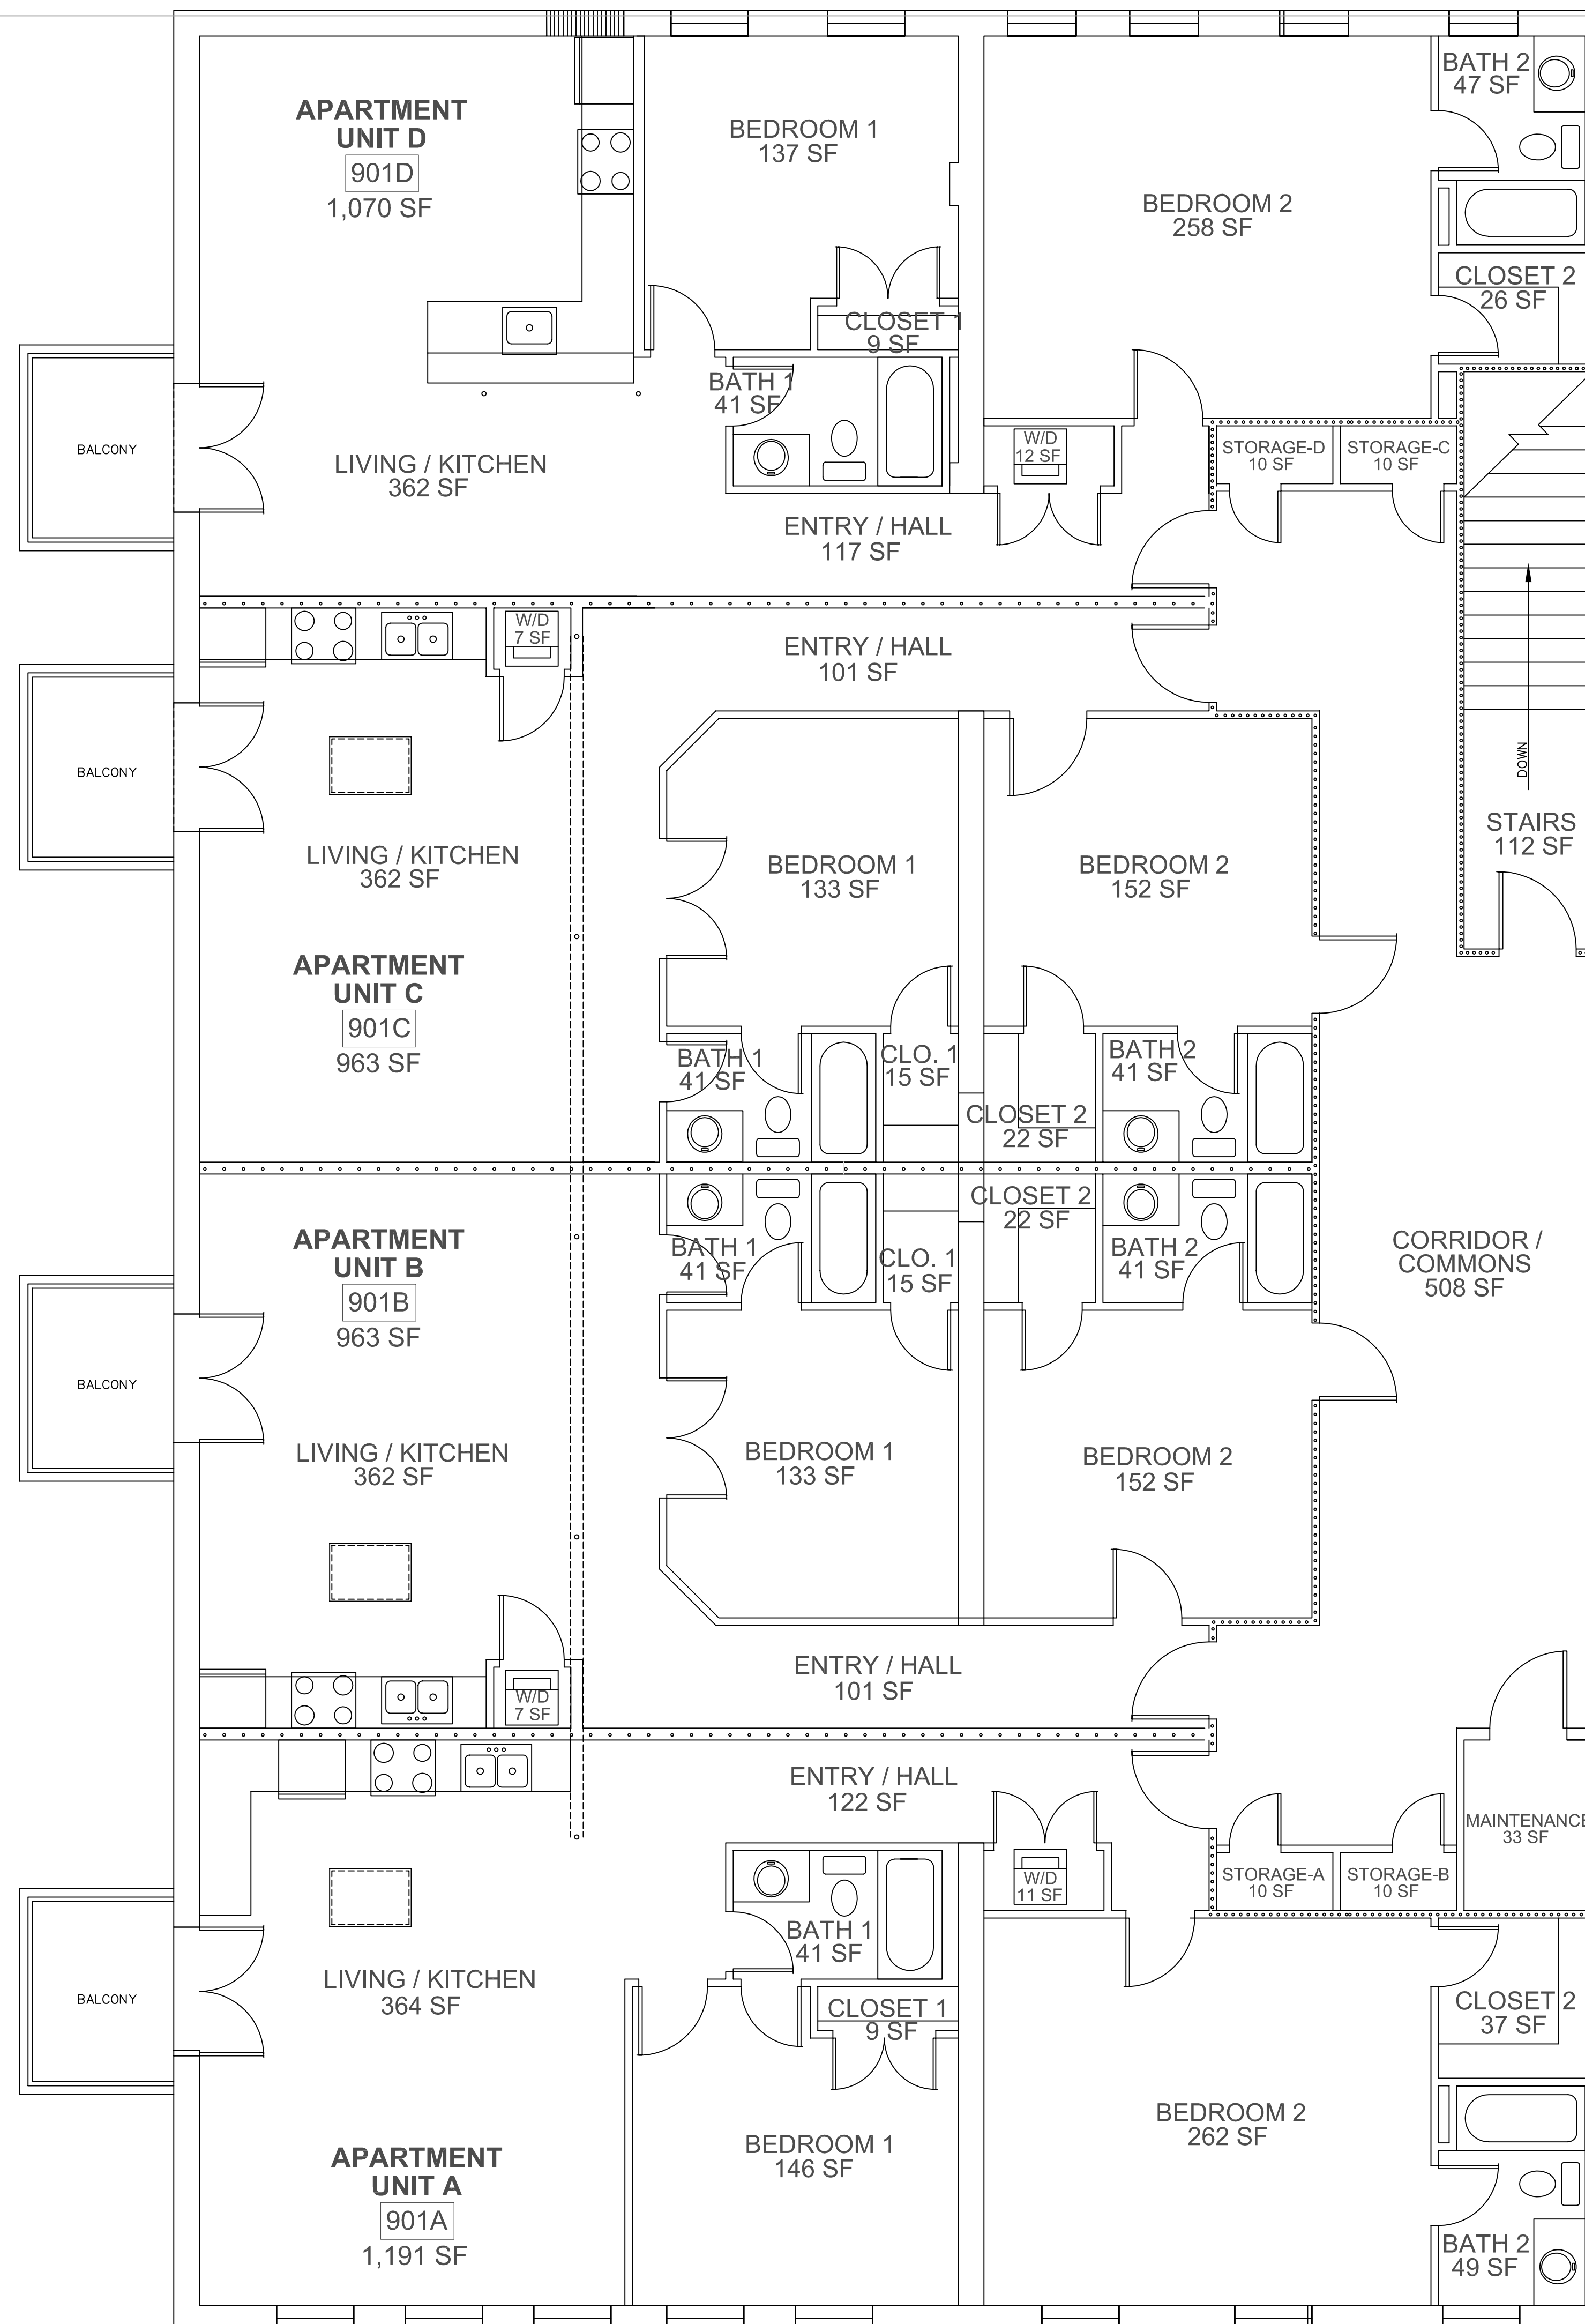 APARTMENT
UNIT D
901D
1,070 SF
BEDROOM 1
137 SF
BEDROOM 2
258 SF
BATH 2
47 SF
CLOSET 2
26 SF
CLOSET 1
9 SF
BATH 1
41 SF
BALCONY
LIVING / KITCHEN
362 SF
W/D
12 SF
STORAGE-D
10 SF
STORAGE-C
10 SF
ENTRY / HALL
117 SF
W/D
7 SF
ENTRY / HALL
101 SF
BALCONY
DOWN
STAIRS
112 SF
LIVING / KITCHEN
362 SF
BEDROOM 1
133 SF
BEDROOM 2
152 SF
APARTMENT
UNIT C
901C
963 SF
BATH 1
41 SF
CLO. 1
15 SF
CLOSET 2
22 SF
BATH 2
41 SF
APARTMENT
UNIT B
901B
963 SF
BATH 1
41 SF
CLO. 1
15 SF
CLOSET 2
22 SF
BATH 2
41 SF
CORRIDOR /
COMMONS
508 SF
BALCONY
LIVING / KITCHEN
362 SF
BEDROOM 1
133 SF
BEDROOM 2
152 SF
W/D
7 SF
ENTRY / HALL
101 SF
ENTRY / HALL
122 SF
MAINTENANCE
33 SF
W/D
11 SF
STORAGE-A
10 SF
STORAGE-B
10 SF
BATH 1
41 SF
BALCONY
LIVING / KITCHEN
364 SF
CLOSET 1
9 SF
CLOSET 2
37 SF
BEDROOM 1
146 SF
BEDROOM 2
262 SF
APARTMENT
UNIT A
901A
1,191 SF
BATH 2
49 SF